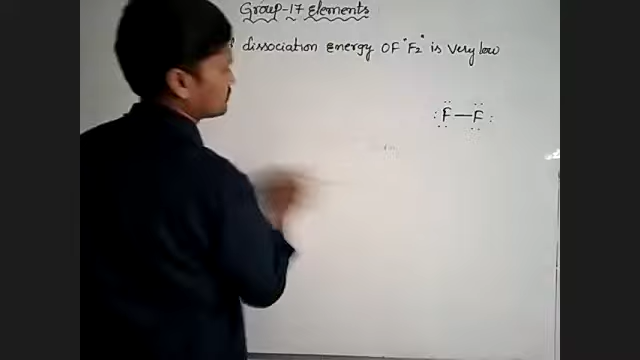 Group-17 Elements
dissociation energy OF "F₂" is very low
:F—F: